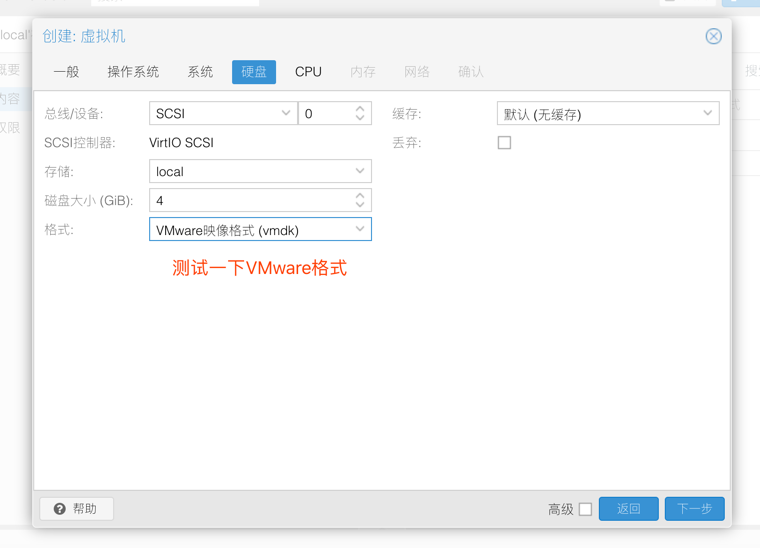 local'
创建: 虚拟机
一般 操作系统 系统 硬盘 CPU 内存 网络 确认
概要
搜
内容
权限
总线/设备: SCSI 0 缓存: 默认 (无缓存)
SCSI控制器: VirtIO SCSI 丢弃:
存储: local
磁盘大小 (GiB): 4
格式: VMware映像格式 (vmdk)
测试一下VMware格式
帮助 高级 返回 下一步